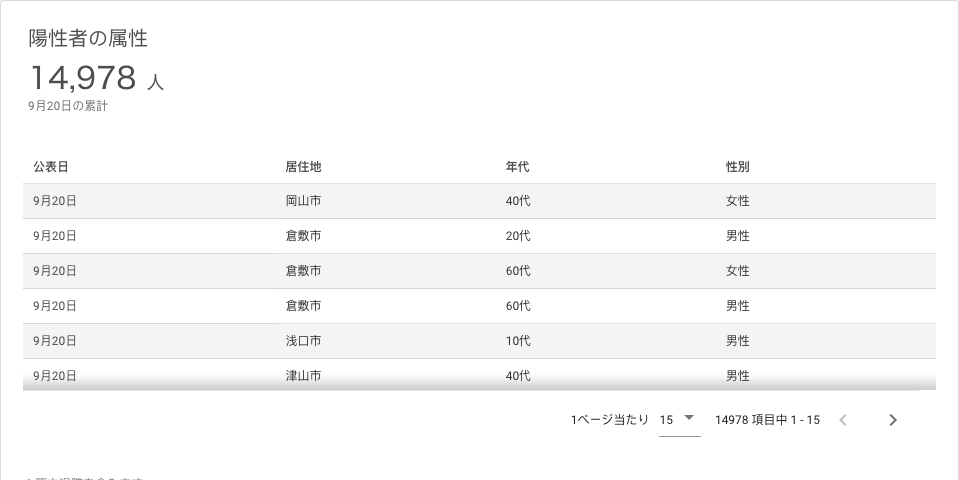 陽性者の属性
14,978 人
9月20日の累計
公表日 居住地 年代 性別
9月20日 岡山市 40代 女性
9月20日 倉敷市 20代 男性
9月20日 倉敷市 60代 女性
9月20日 倉敷市 60代 男性
9月20日 浅口市 10代 男性
9月20日 津山市 40代 男性
1ページ当たり 15 14978 項目中 1 - 15